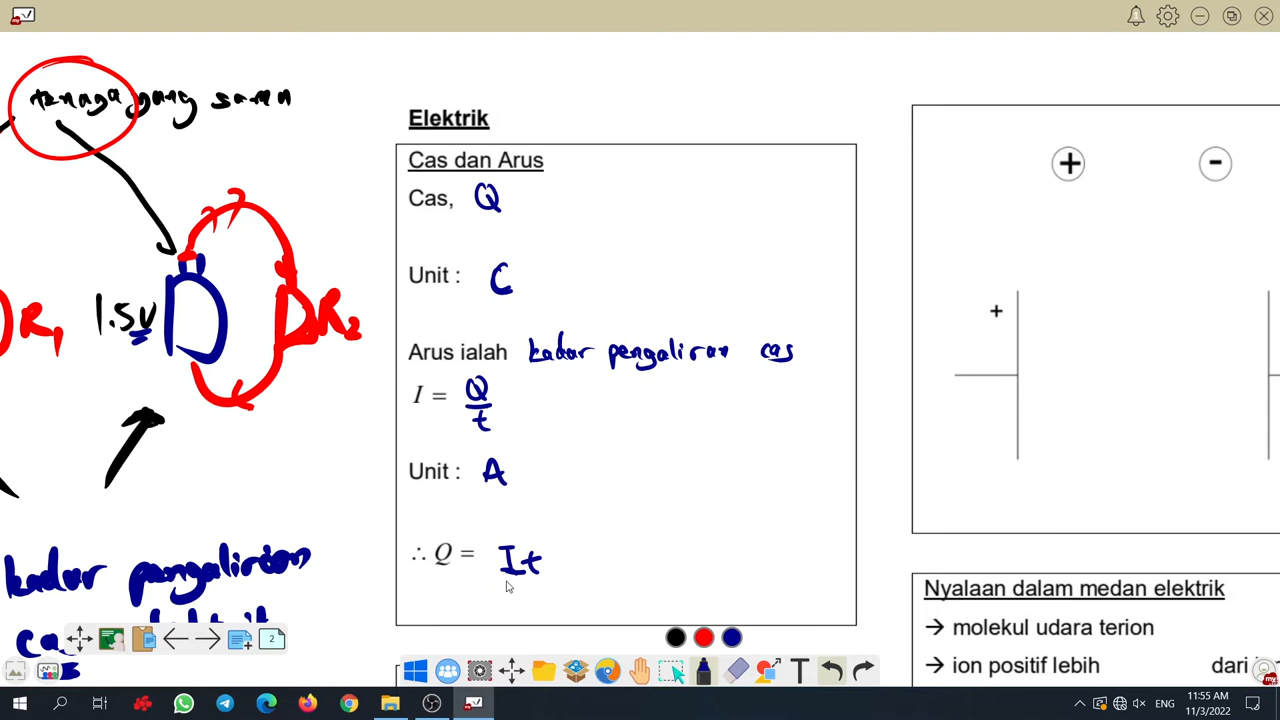 tenaga yang sama
1.5V
R1
R2
kadar pengaliran
Elektrik
Cas dan Arus
Cas, Q
Unit : C
Arus ialah kadar pengaliran cas
I = Q/t
Unit : A
∴ Q = It
+ -
+
Nyalaan dalam medan elektrik
→ molekul udara terion
→ ion positif lebih dari
2
T
ENG
11:55 AM
11/3/2022